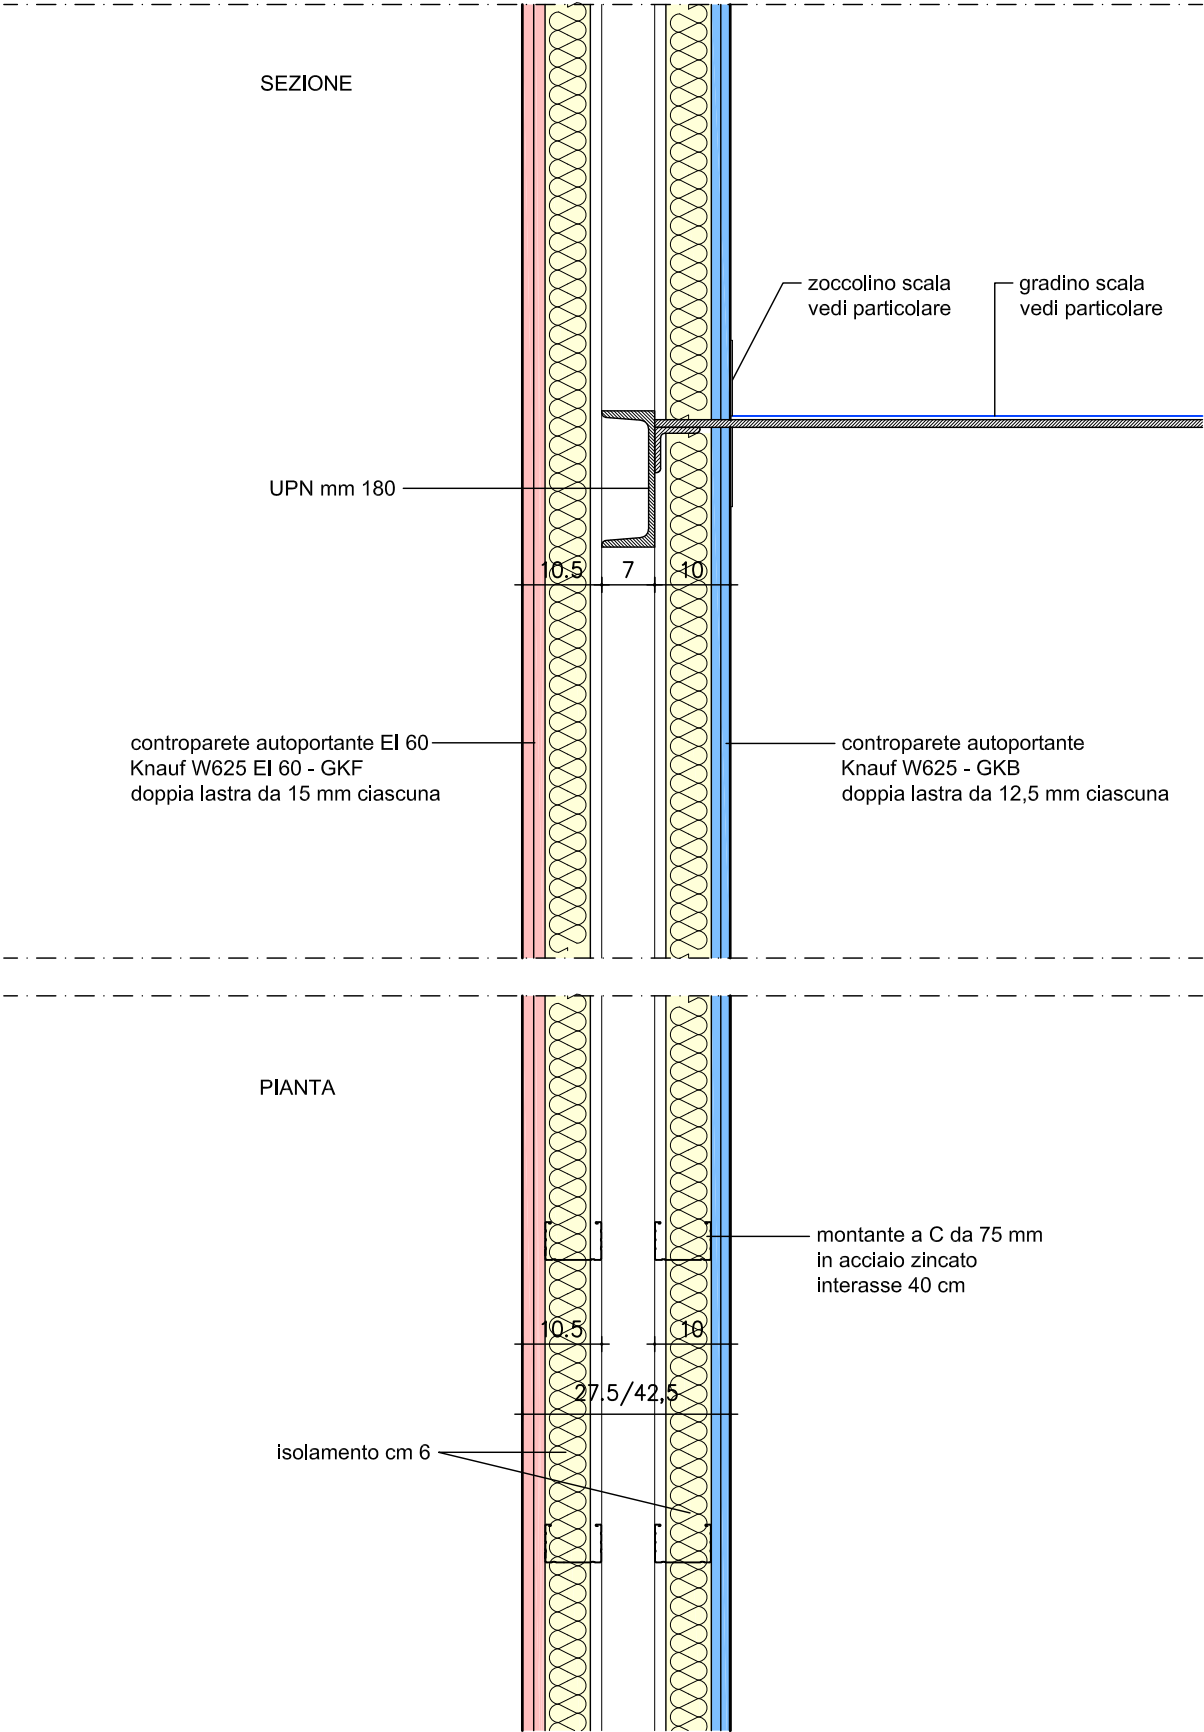 SEZIONE
zoccolino scala
vedi particolare
gradino scala
vedi particolare
UPN mm 180
10.5
7
10
controparete autoportante EI 60
Knauf W625 EI 60 - GKF
doppia lastra da 15 mm ciascuna
controparete autoportante
Knauf W625 - GKB
doppia lastra da 12,5 mm ciascuna
PIANTA
montante a C da 75 mm
in acciaio zincato
interasse 40 cm
10.5
10
27.5/42,5
isolamento cm 6